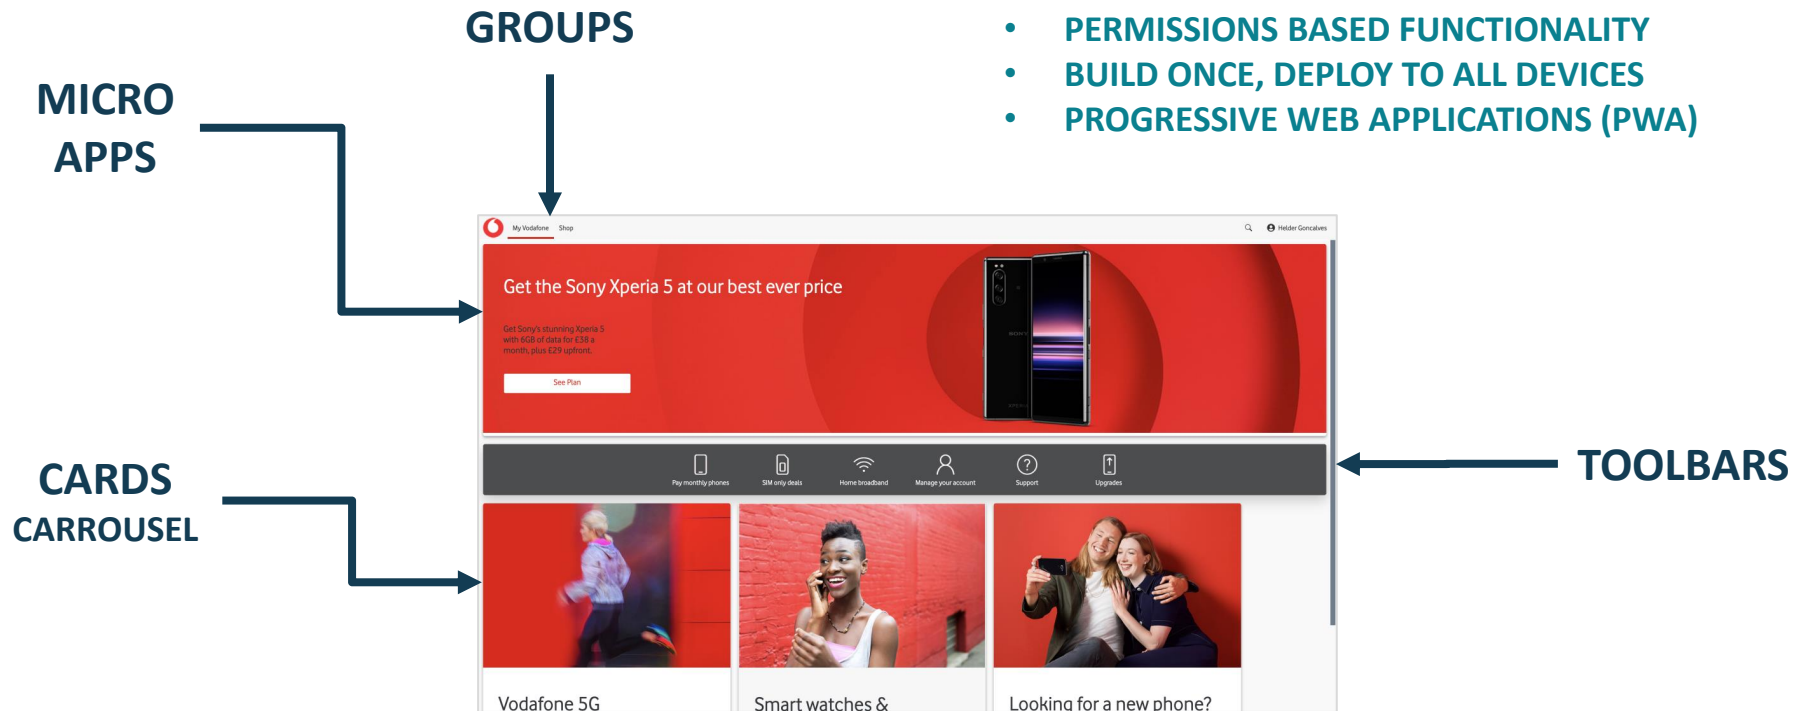 GROUPS
• PERMISSIONS BASED FUNCTIONALITY
• BUILD ONCE, DEPLOY TO ALL DEVICES
• PROGRESSIVE WEB APPLICATIONS (PWA)
MICRO
APPS
My Vodafone Shop Helder Goncalves
Get the Sony Xperia 5 at our best ever price
Get Sony's stunning Xperia 5
with 6GB of data for £38 a
month, plus £29 upfront.
See Plan
SONY
XPERIA
CARDS
CARROUSEL
TOOLBARS
Pay monthly phones SIM only deals Home broadband Manage your account Support Upgrades
Vodafone 5G
Smart watches &
Looking for a new phone?